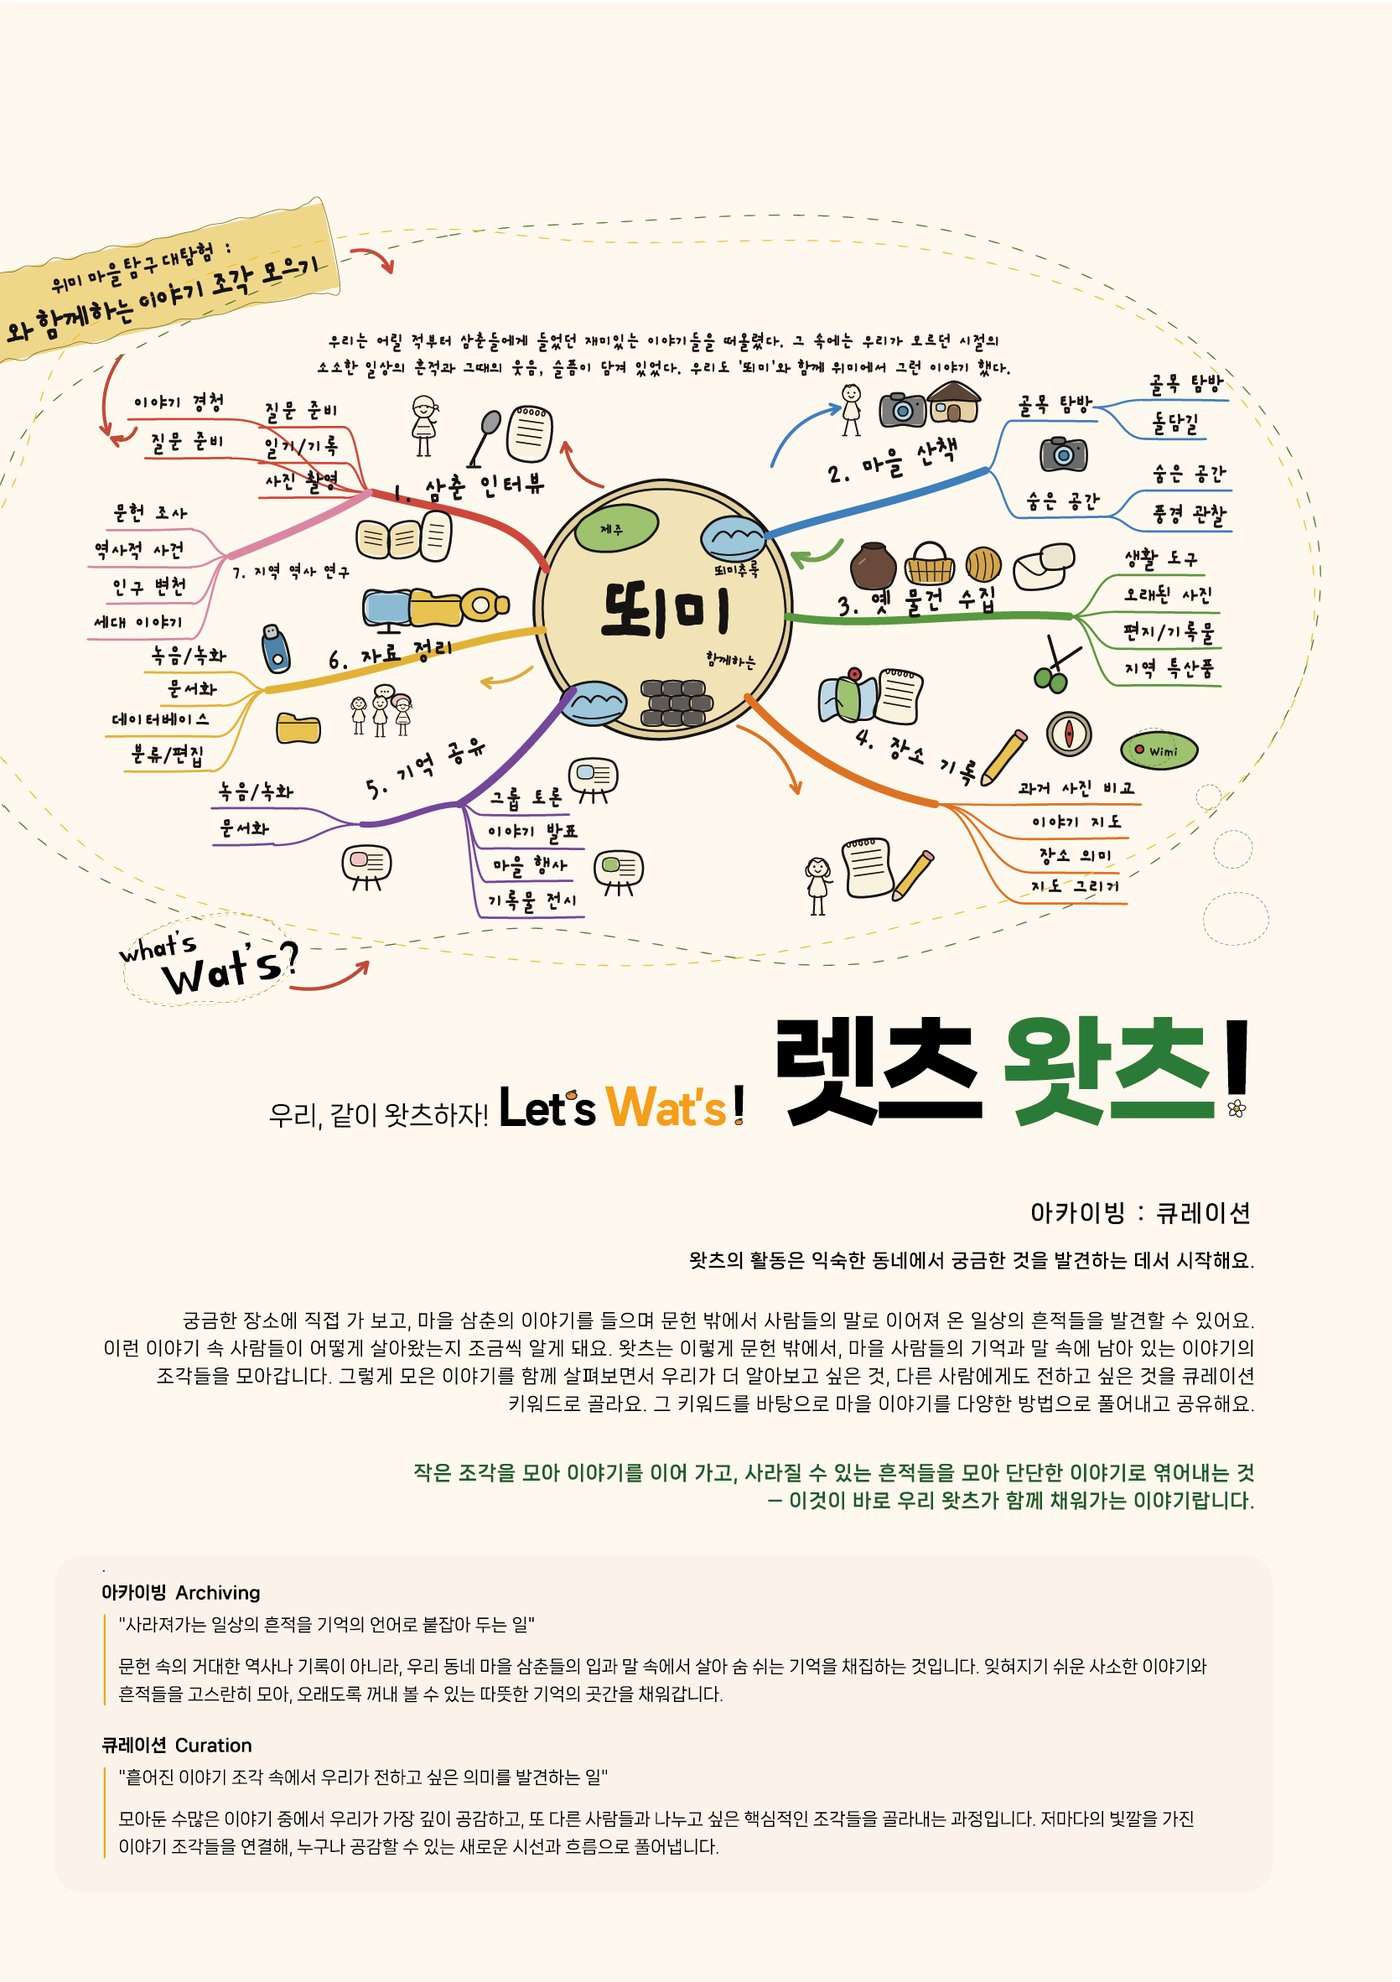 위미 마을탐구 대탐험 :
와 함께하는 이야기 조각 모으기
우리는 어릴 적부터 삼춘들에게 들었던 재미있는 이야기들을 떠올렸다. 그 속에는 우리가 모르던 시절의
소소한 일상의 흔적과 그때의 웃음, 슬픔이 담겨 있었다. 우리도 '뙤미'와 함께 위미에서 그런 이야기 했다.
이야기 경청
질문 준비
질문 준비
일기/기록
사진 촬영
1. 삼춘 인터뷰
2. 마을 산책
골목 탐방
골목 탐방
돌담길
숨은 공간
숨은 공간
풍경 관찰
문헌 조사
역사적 사건
인구 변천
세대 이야기
7. 지역 역사 연구
제주
뙤미
함께하는
3. 옛 물건 수집
생활 도구
오래된 사진
편지/기록물
지역 특산품
6. 자료 정리
녹음/녹화
문서화
데이터베이스
분류/편집
4. 장소 기록
Wimi
과거 사진 비교
이야기 지도
장소 의미
지도 그리기
5. 기억 공유
녹음/녹화
문서화
그룹 토론
이야기 발표
마을 행사
기록물 전시
what's
Wat's?
우리, 같이 왓츠하자! Let's Wat's! 렛츠 왓츠!
아카이빙 : 큐레이션
왓츠의 활동은 익숙한 동네에서 궁금한 것을 발견하는 데서 시작해요.
궁금한 장소에 직접 가 보고, 마을 삼춘의 이야기를 들으며 문헌 밖에서 사람들의 말로 이어져 온 일상의 흔적들을 발견할 수 있어요.
이런 이야기 속 사람들이 어떻게 살아왔는지 조금씩 알게 돼요. 왓츠는 이렇게 문헌 밖에서, 마을 사람들의 기억과 말 속에 남아 있는 이야기의
조각들을 모아갑니다. 그렇게 모은 이야기를 함께 살펴보면서 우리가 더 알아보고 싶은 것, 다른 사람에게도 전하고 싶은 것을 큐레이션
키워드로 골라요. 그 키워드를 바탕으로 마을 이야기를 다양한 방법으로 풀어내고 공유해요.
작은 조각을 모아 이야기를 이어 가고, 사라질 수 있는 흔적들을 모아 단단한 이야기로 엮어내는 것
– 이것이 바로 우리 왓츠가 함께 채워가는 이야기랍니다.
아카이빙 Archiving
"사라져가는 일상의 흔적을 기억의 언어로 붙잡아 두는 일"
문헌 속의 거대한 역사나 기록이 아니라, 우리 동네 마을 삼춘들의 입과 말 속에서 살아 숨 쉬는 기억을 채집하는 것입니다. 잊혀지기 쉬운 사소한 이야기와
흔적들을 고스란히 모아, 오래도록 꺼내 볼 수 있는 따뜻한 기억의 곳간을 채워갑니다.
큐레이션 Curation
"흩어진 이야기 조각 속에서 우리가 전하고 싶은 의미를 발견하는 일"
모아둔 수많은 이야기 중에서 우리가 가장 깊이 공감하고, 또 다른 사람들과 나누고 싶은 핵심적인 조각들을 골라내는 과정입니다. 저마다의 빛깔을 가진
이야기 조각들을 연결해, 누구나 공감할 수 있는 새로운 시선과 흐름으로 풀어냅니다.